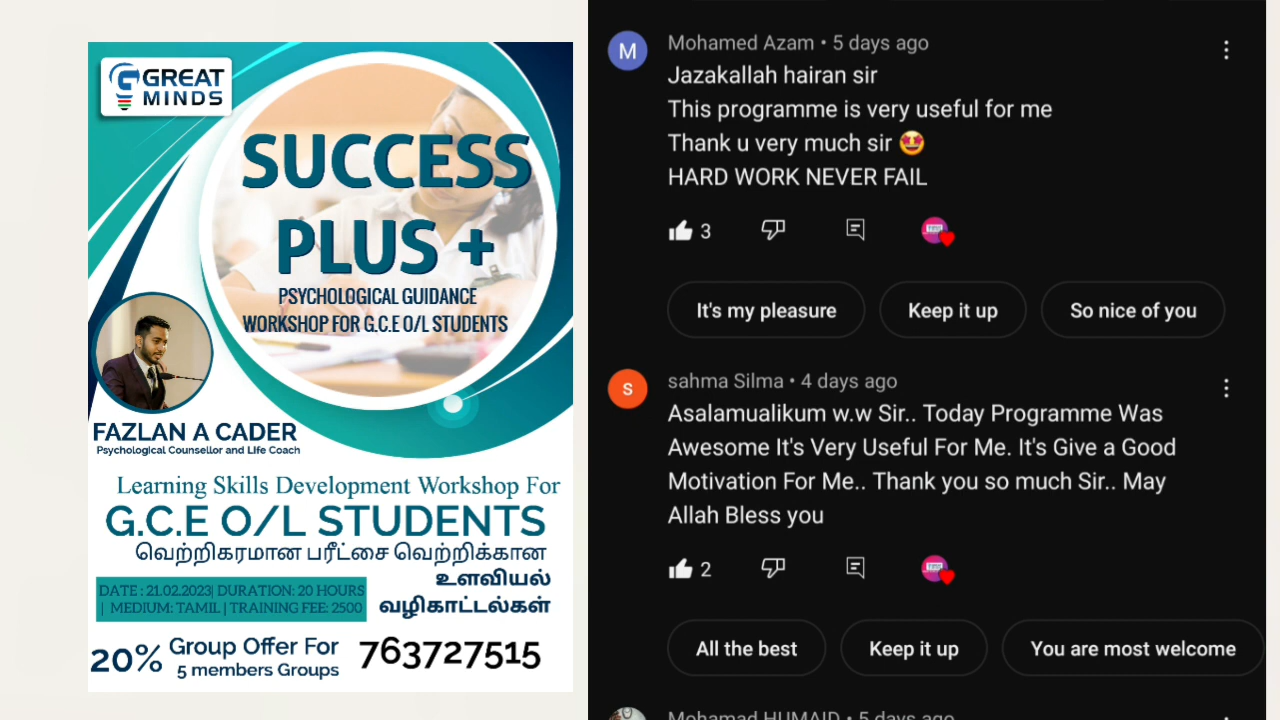 GREAT
MINDS
SUCCESS
PLUS +
PSYCHOLOGICAL GUIDANCE
WORKSHOP FOR G.C.E O/L STUDENTS
FAZLAN A CADER
Psychological Counsellor and Life Coach
Learning Skills Development Workshop For
G.C.E O/L STUDENTS
வெற்றிகரமான பரீட்சை வெற்றிக்கான
உளவியல்
வழிகாட்டல்கள்
DATE : 21.02.2023| DURATION: 20 HOURS
| MEDIUM: TAMIL | TRAINING FEE: 2500
20% Group Offer For
5 members Groups
763727515
M
Mohamed Azam • 5 days ago
Jazakallah hairan sir
This programme is very useful for me
Thank u very much sir 🤩
HARD WORK NEVER FAIL
3
It's my pleasure
Keep it up
So nice of you
S
sahma Silma • 4 days ago
Asalamualikum w.w Sir.. Today Programme Was
Awesome It's Very Useful For Me. It's Give a Good
Motivation For Me.. Thank you so much Sir.. May
Allah Bless you
2
All the best
Keep it up
You are most welcome
Mohamad HUMAID • 5 days ago